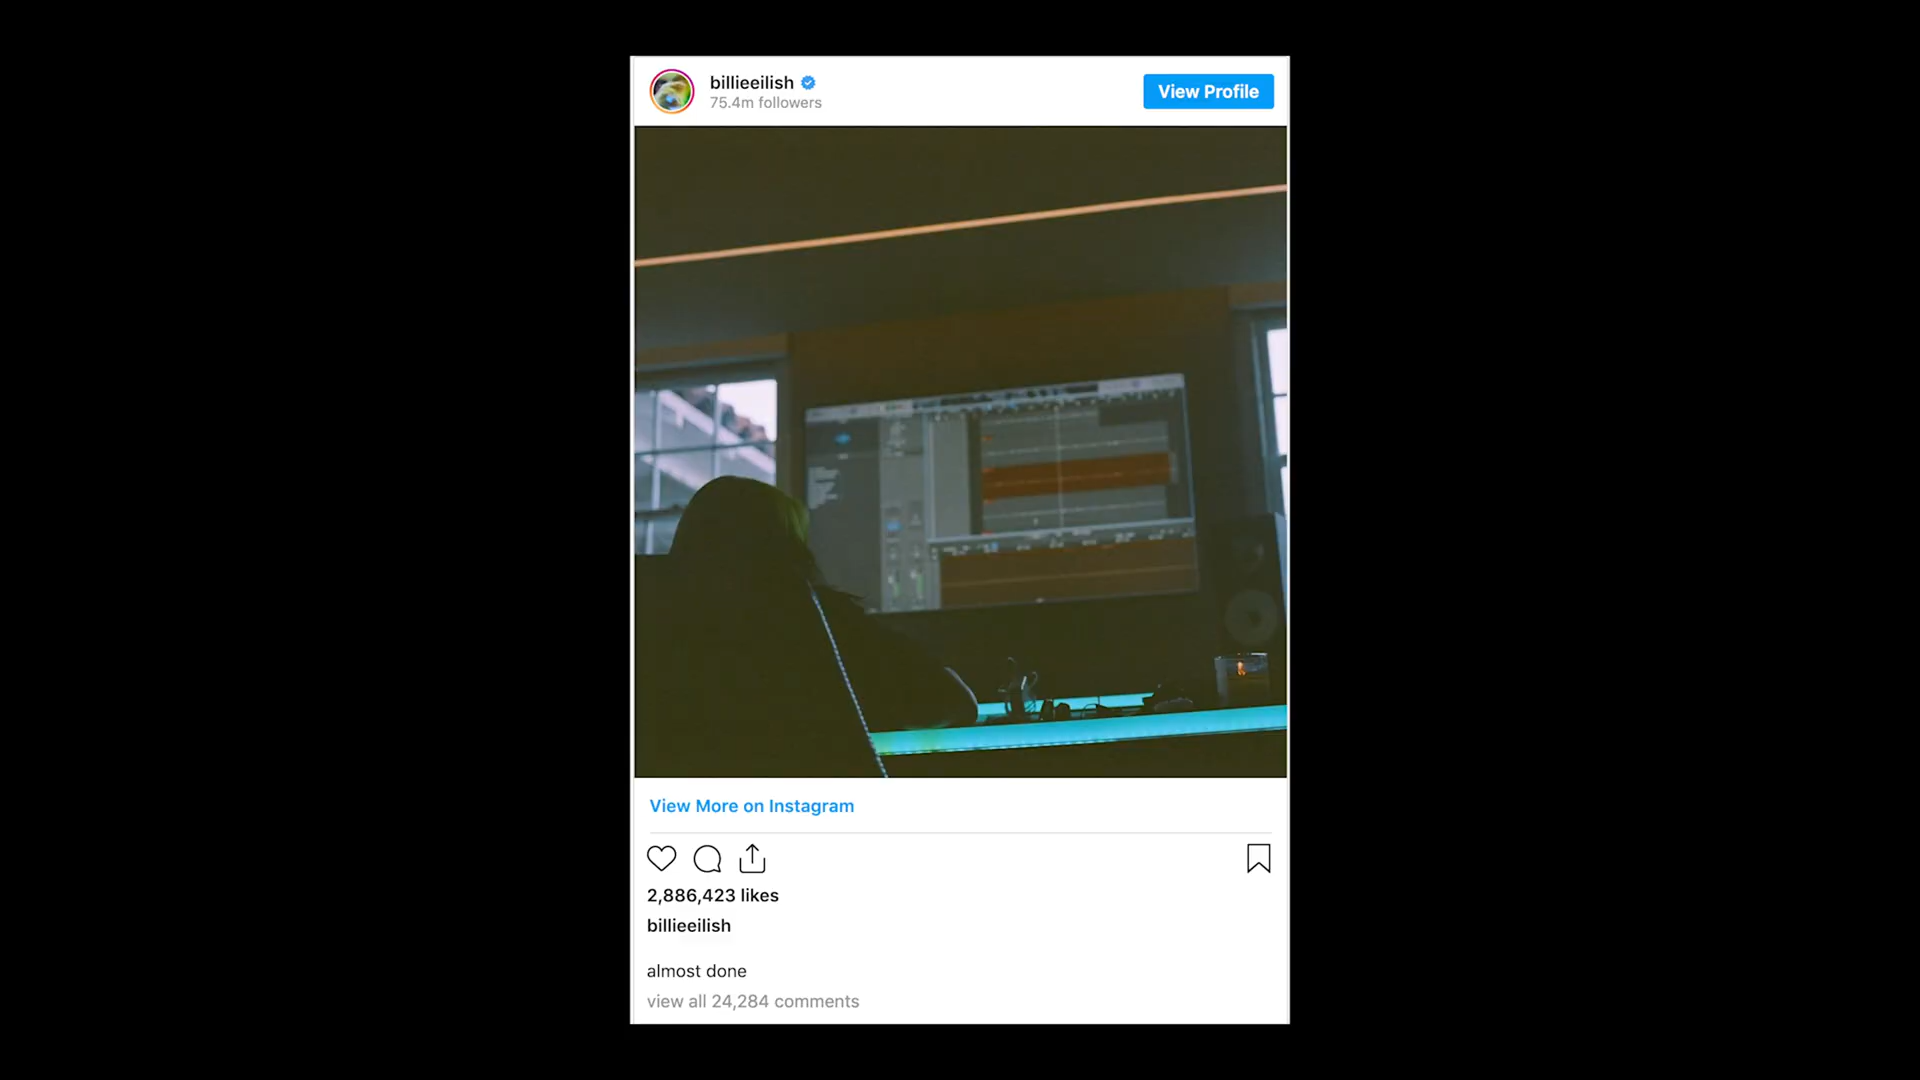 billieeilish
75.4m followers
View Profile
View More on Instagram
2,886,423 likes
billieeilish
almost done
view all 24,284 comments